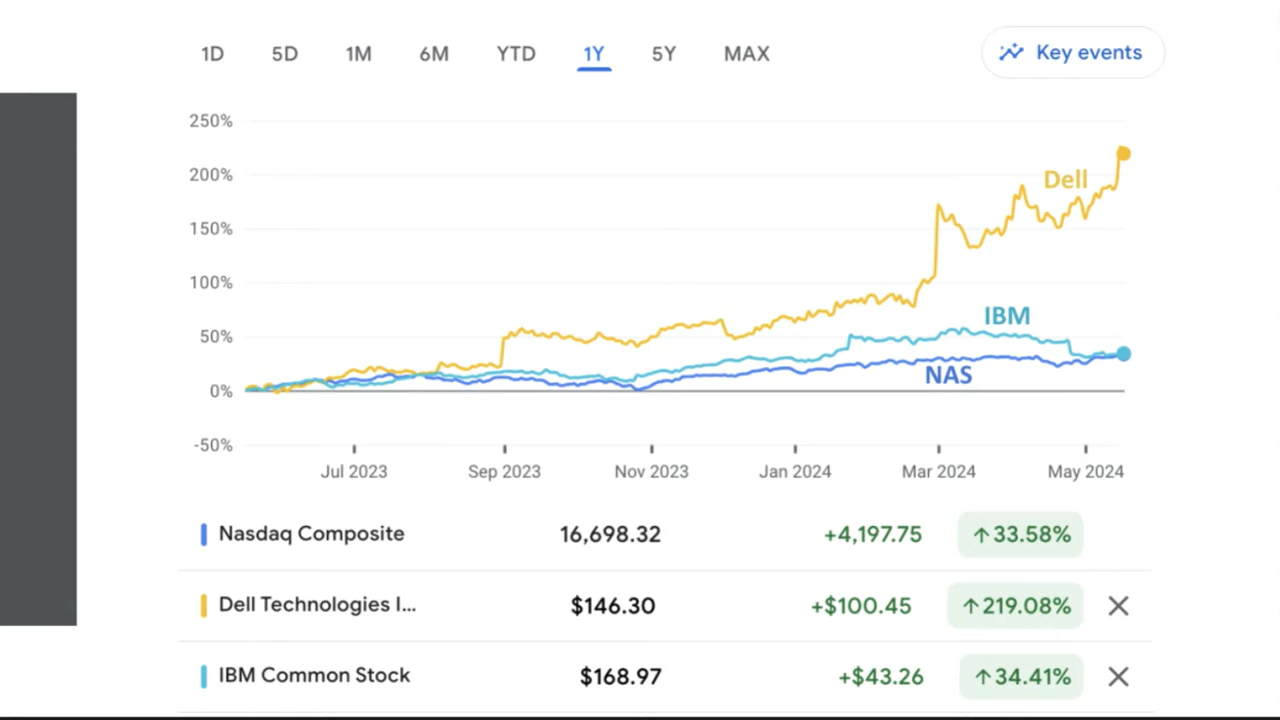 1D 5D 1M 6M YTD 1Y 5Y MAX Key events
250%
200%
Dell
150%
100%
IBM
50%
NAS
0%
-50%
Jul 2023 Sep 2023 Nov 2023 Jan 2024 Mar 2024 May 2024
Nasdaq Composite 16,698.32 +4,197.75 ↑33.58%
Dell Technologies I... $146.30 +$100.45 ↑219.08%
IBM Common Stock $168.97 +$43.26 ↑34.41%